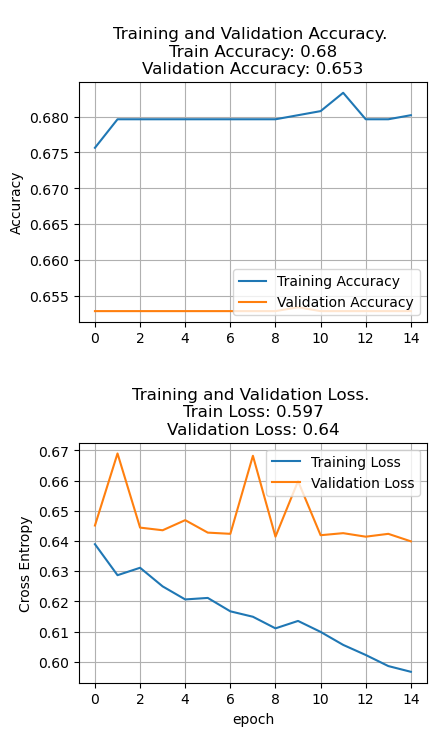 Training and Validation Accuracy.
Train Accuracy: 0.68
Validation Accuracy: 0.653
0.680
0.675
0.670
0.665
0.660
0.655
Accuracy
Training Accuracy
Validation Accuracy
0 2 4 6 8 10 12 14
Training and Validation Loss.
Train Loss: 0.597
Validation Loss: 0.64
0.67
0.66
0.65
0.64
0.63
0.62
0.61
0.60
Cross Entropy
Training Loss
Validation Loss
0 2 4 6 8 10 12 14
epoch